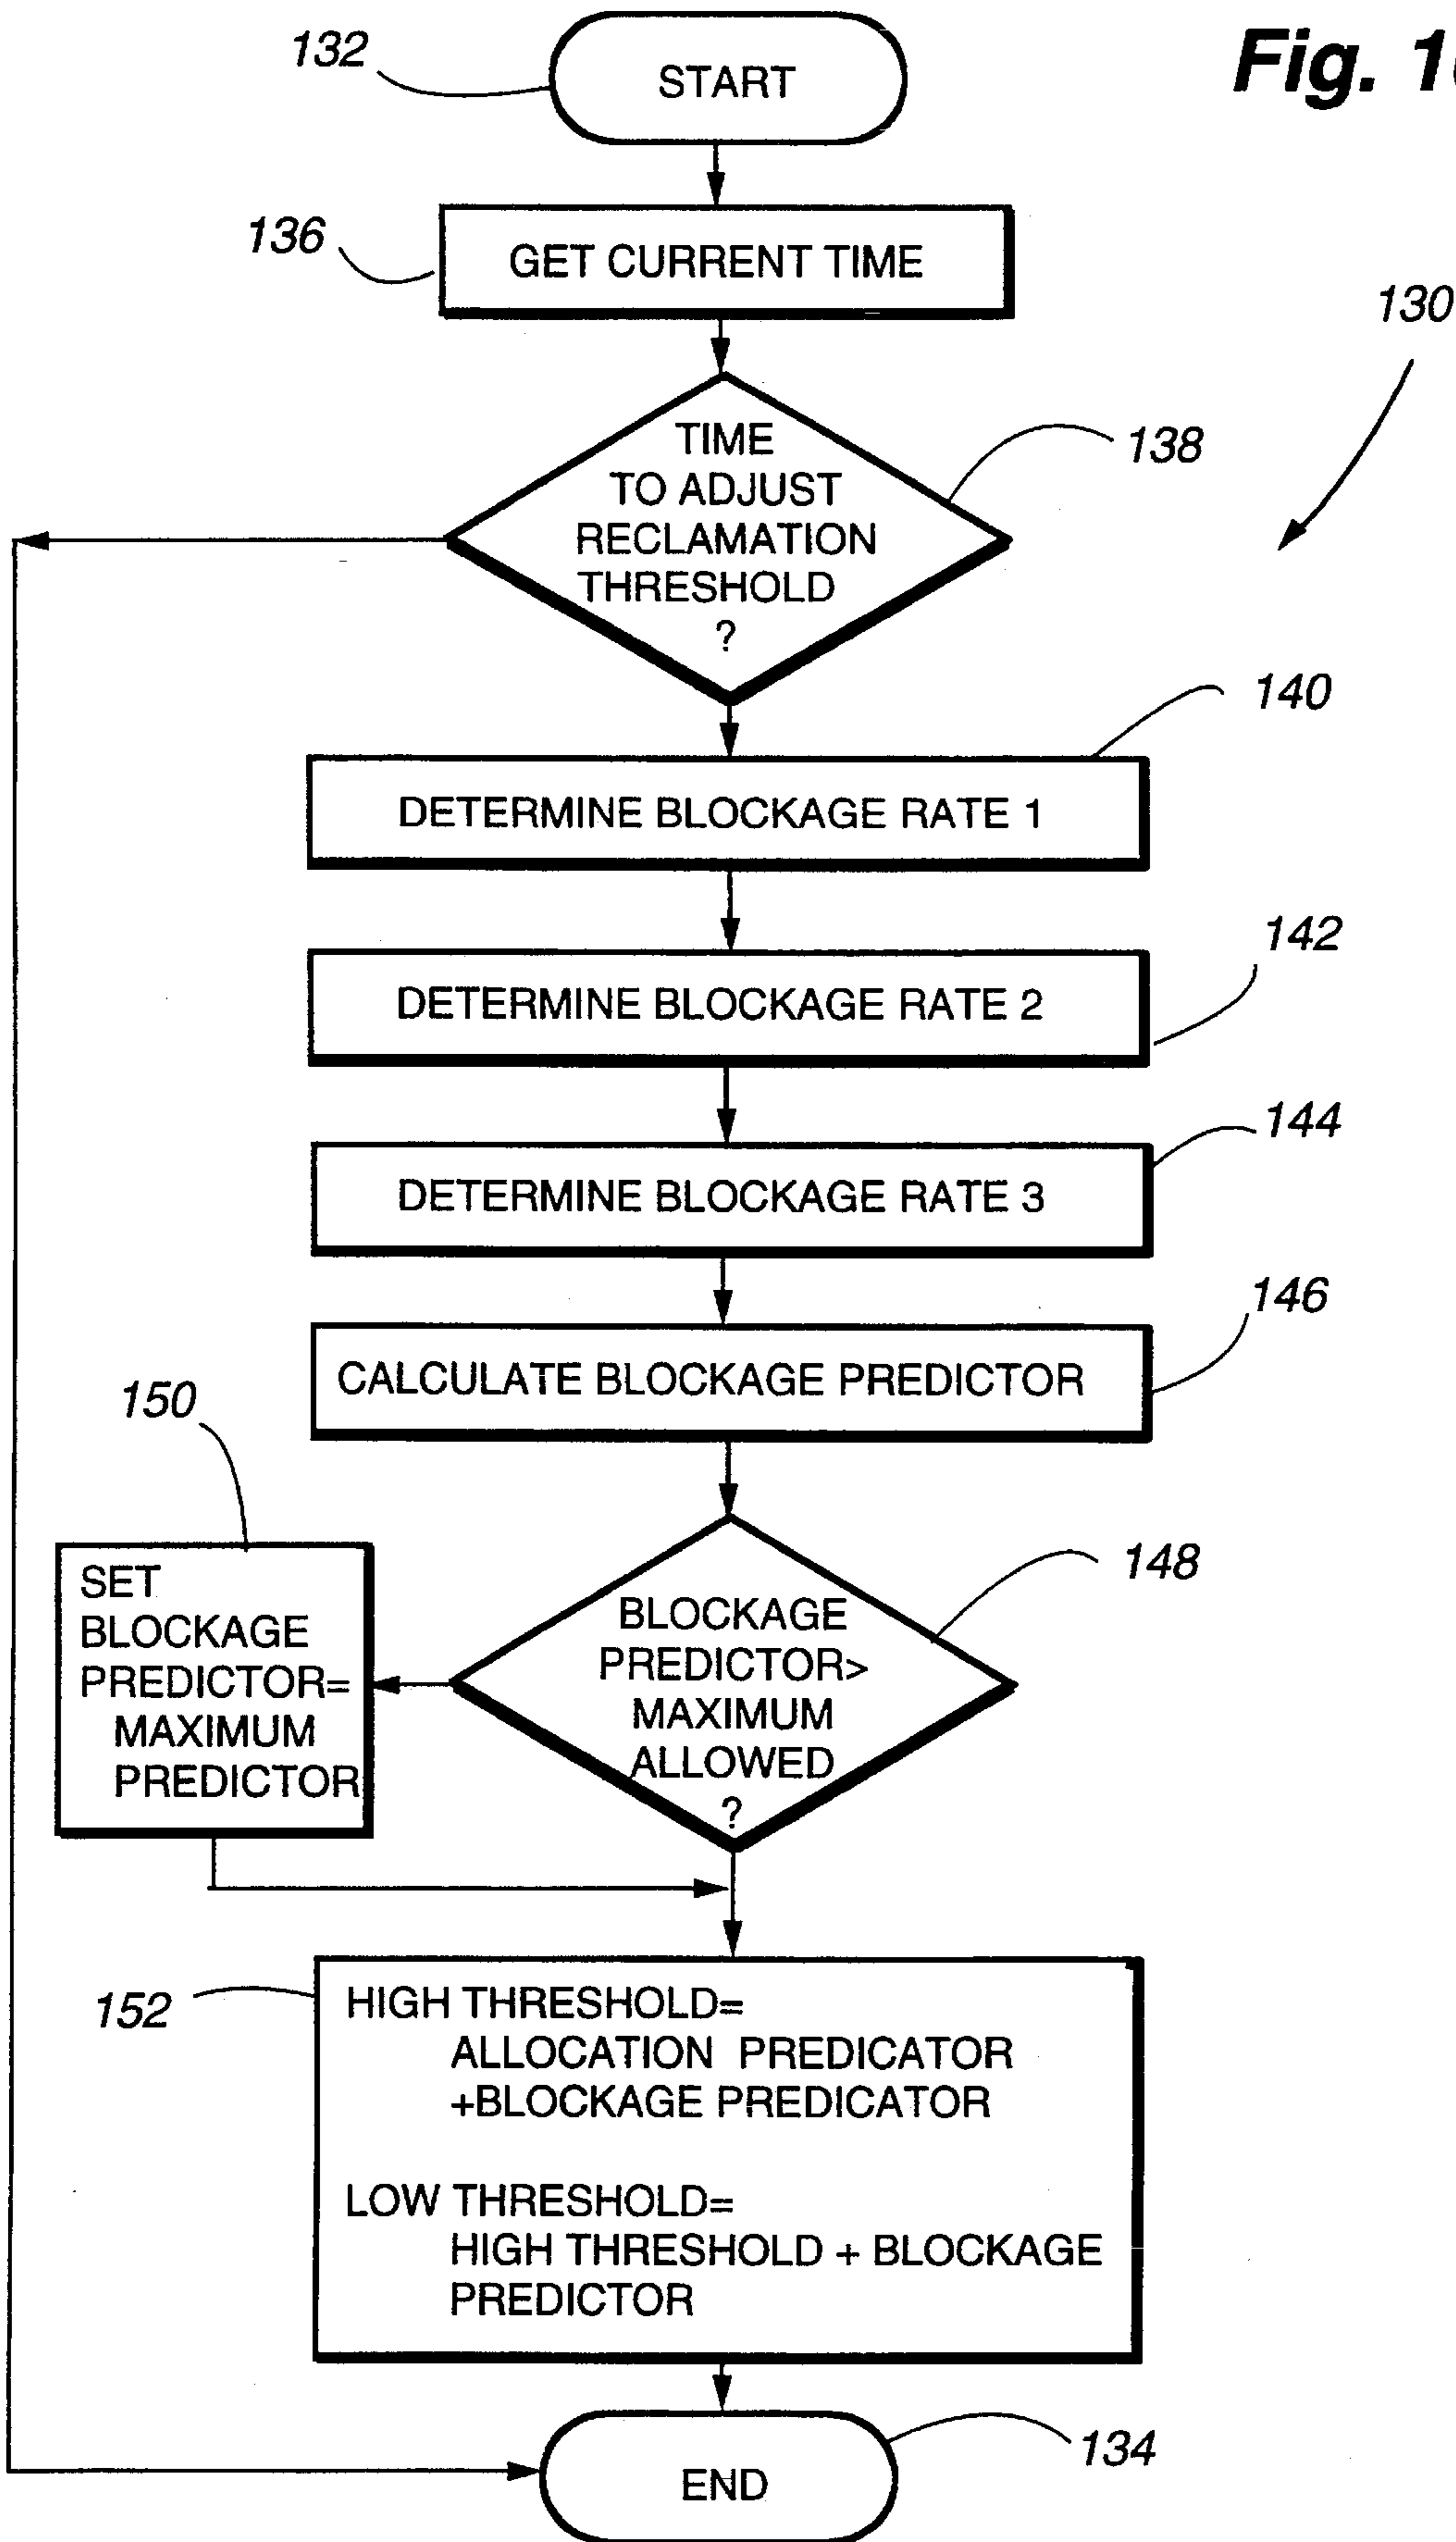 Fig. 1
132
START
136
GET CURRENT TIME
130
TIME
TO ADJUST
RECLAMATION
THRESHOLD
?
138
140
DETERMINE BLOCKAGE RATE 1
142
DETERMINE BLOCKAGE RATE 2
144
DETERMINE BLOCKAGE RATE 3
146
CALCULATE BLOCKAGE PREDICTOR
150
SET
BLOCKAGE
PREDICTOR=
MAXIMUM
PREDICTOR
148
BLOCKAGE
PREDICTOR>
MAXIMUM
ALLOWED
?
152
HIGH THRESHOLD=
ALLOCATION PREDICATOR
+BLOCKAGE PREDICATOR
LOW THRESHOLD=
HIGH THRESHOLD + BLOCKAGE
PREDICTOR
134
END